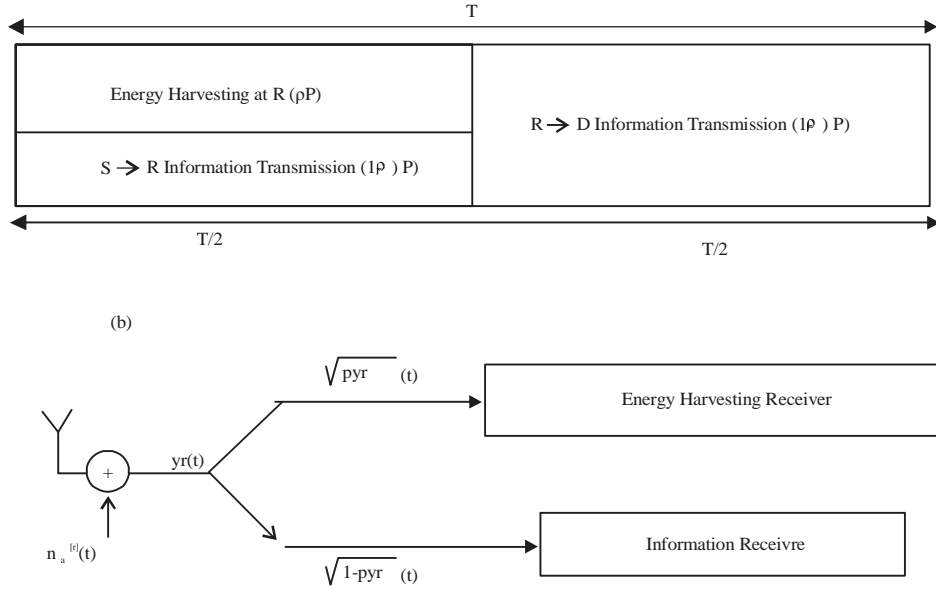 T
Energy Harvesting at R (ρP)
R → D Information Transmission (1ρ ) P)
S → R Information Transmission (1ρ ) P)
T/2
T/2
(b)
√pyr (t)
Energy Harvesting Receiver
yr(t)
+
n a [r](t)
Information Receivre
√1-pyr (t)